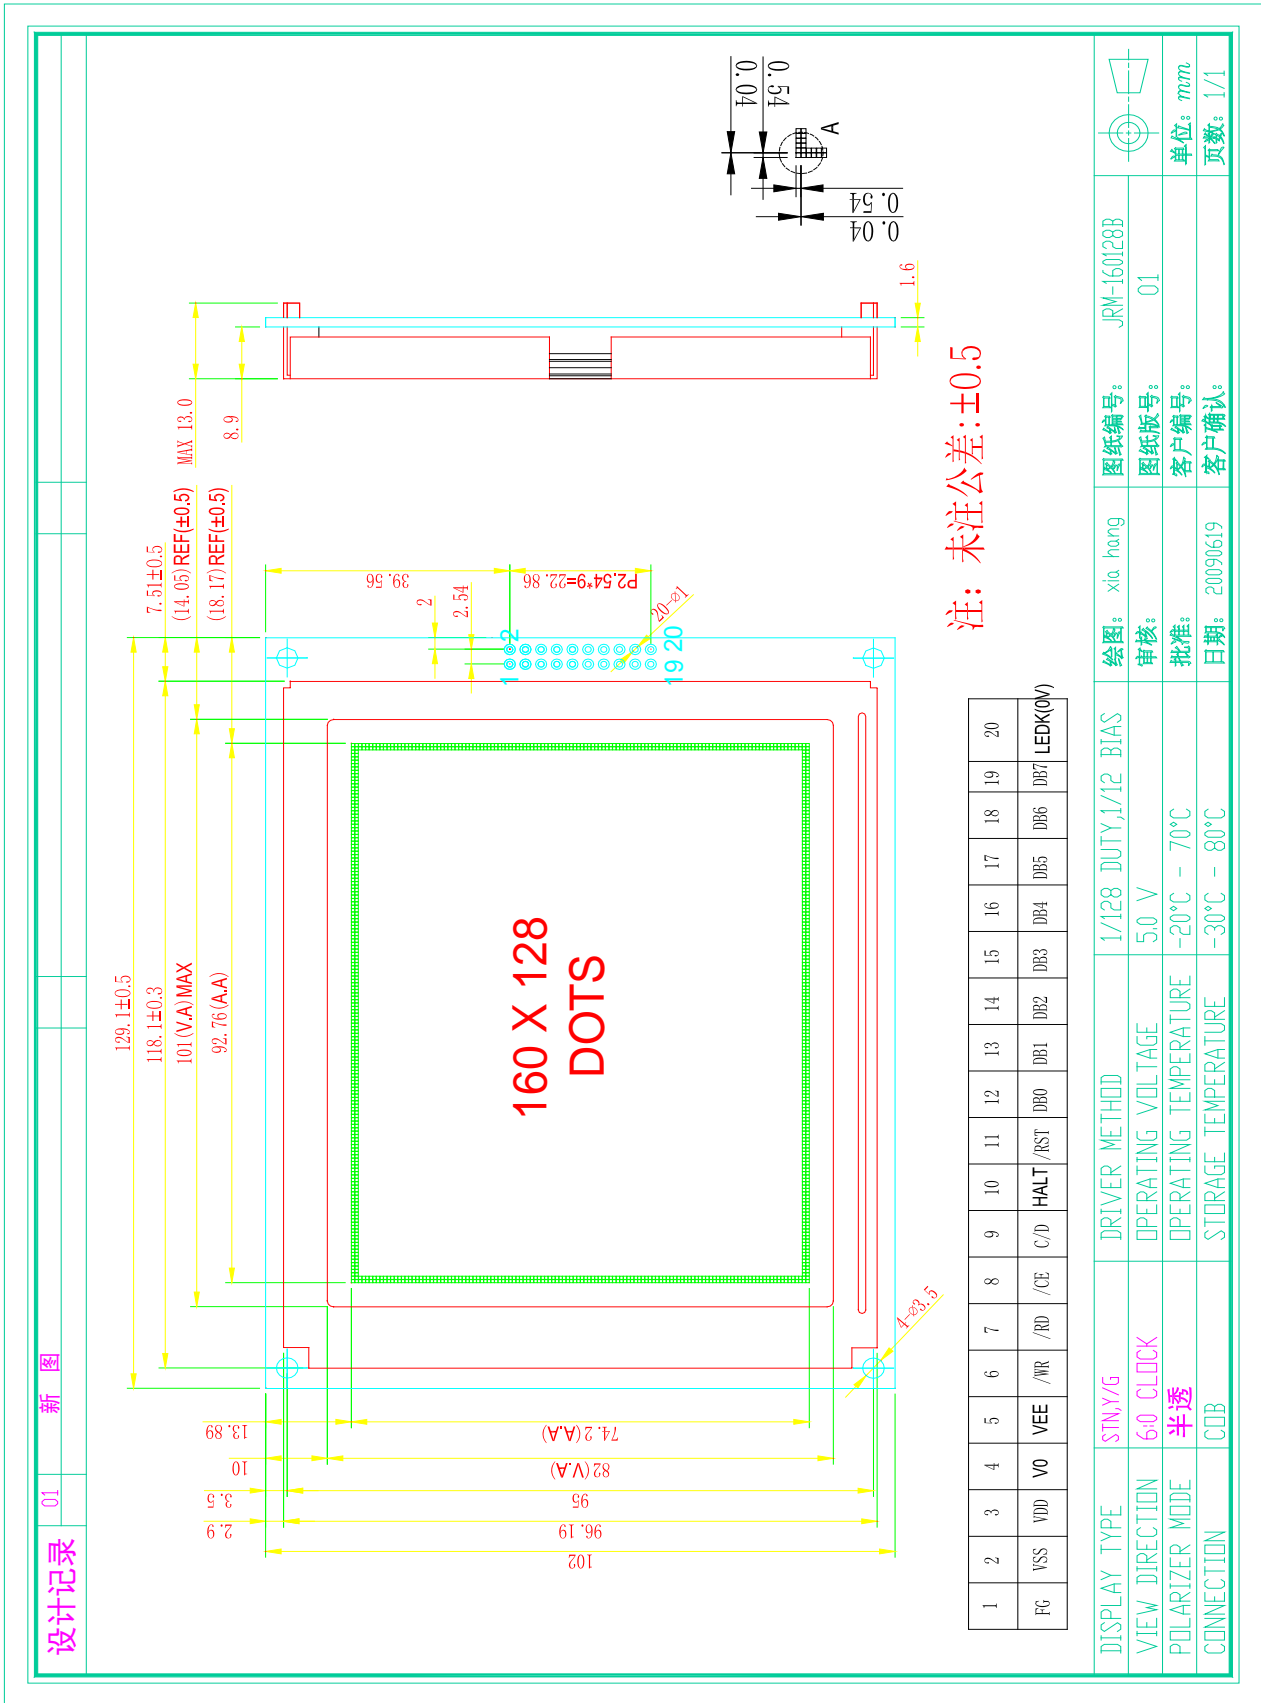 设计记录
01
新 图
129.1±0.5
118.1±0.3
7.51±0.5
101(V.A)MAX
(14.05)REF(±0.5)
92.76(A.A)
(18.17)REF(±0.5)
MAX 13.0
8.9
1.6
102
96.19
2.9
95
3.5
82(V.A)
10
74.2(A.A)
13.89
160 X 128
DOTS
39.56
P2.54*9=22.86
2
2.54
20-ø1
1
2
19 20
4-ø3.5
0.04
0.54
A
0.54
0.04
注：未注公差:±0.5
1 2 3 4 5 6 7 8 9 10 11 12 13 14 15 16 17 18 19 20
FG VSS VDD V0 VEE /WR /RD /CE C/D HALT /RST DB0 DB1 DB2 DB3 DB4 DB5 DB6 DB7 LEDK(0V)
DISPLAY TYPE STN,Y/G DRIVER METHOD 1/128 DUTY,1/12 BIAS 绘图: xia hang 图纸编号: JRM-160128B
VIEW DIRECTION 6:0 CLOCK OPERATING VOLTAGE 5.0 V 审核: 图纸版号: 01
POLARIZER MODE 半透 OPERATING TEMPERATURE -20°C - 70°C 批准: 客户编号: 单位: mm
CONNECTION COB STORAGE TEMPERATURE -30°C - 80°C 日期: 20090619 客户确认: 页数: 1/1